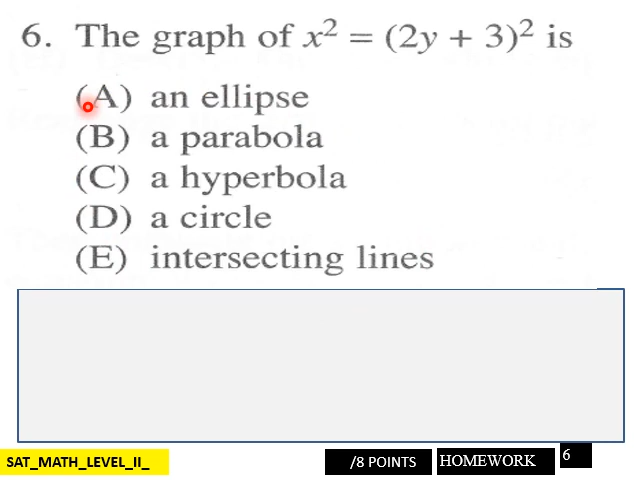 6. The graph of x² = (2y + 3)² is
(A) an ellipse
(B) a parabola
(C) a hyperbola
(D) a circle
(E) intersecting lines
SAT_MATH_LEVEL_II_ /8 POINTS HOMEWORK 6